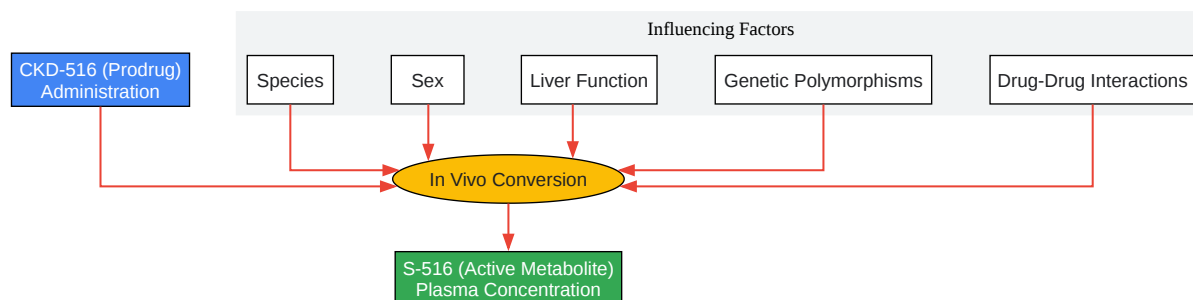 Influencing Factors
CKD-516 (Prodrug)
Administration
Species
Sex
Liver Function
Genetic Polymorphisms
Drug-Drug Interactions
In Vivo Conversion
S-516 (Active Metabolite)
Plasma Concentration